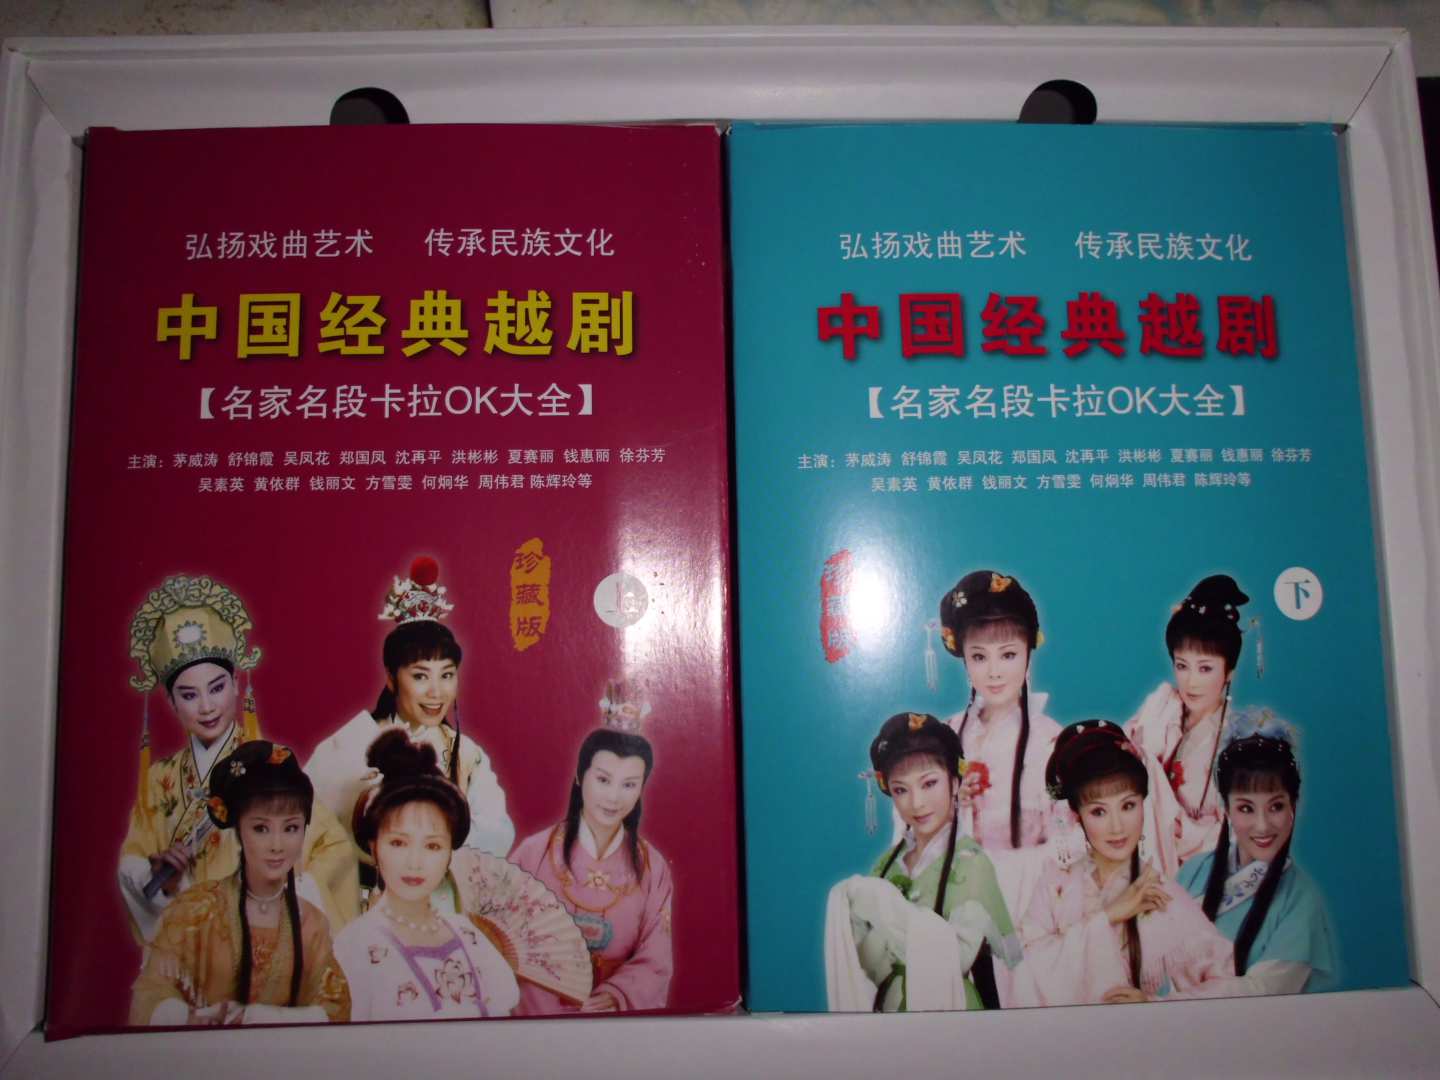 弘扬戏曲艺术 传承民族文化
中国经典越剧
【名家名段卡拉OK大全】
主演：茅威涛 舒锦霞 吴凤花 郑国凤 沈再平 洪彬彬 夏赛丽 钱惠丽 徐芬芳
吴素英 黄依群 钱丽文 方雪雯 何炯华 周伟君 陈辉玲等
珍藏版
上
弘扬戏曲艺术 传承民族文化
中国经典越剧
【名家名段卡拉OK大全】
主演：茅威涛 舒锦霞 吴凤花 郑国凤 沈再平 洪彬彬 夏赛丽 钱惠丽 徐芬芳
吴素英 黄依群 钱丽文 方雪雯 何炯华 周伟君 陈辉玲等
珍藏版
下